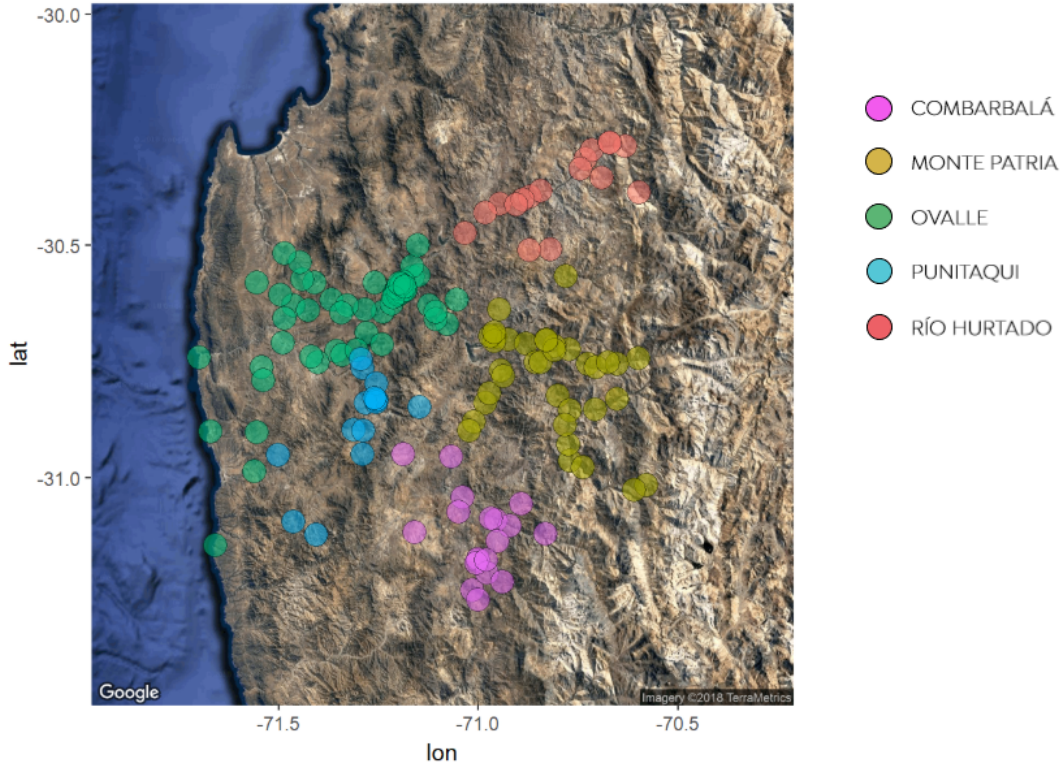 -30.0
COMBARBALÁ
MONTE PATRIA
OVALLE
-30.5
PUNITAQUI
RÍO HURTADO
lat
-31.0
Google
Imagery ©2018 TerraMetrics
-71.5
-71.0
-70.5
lon